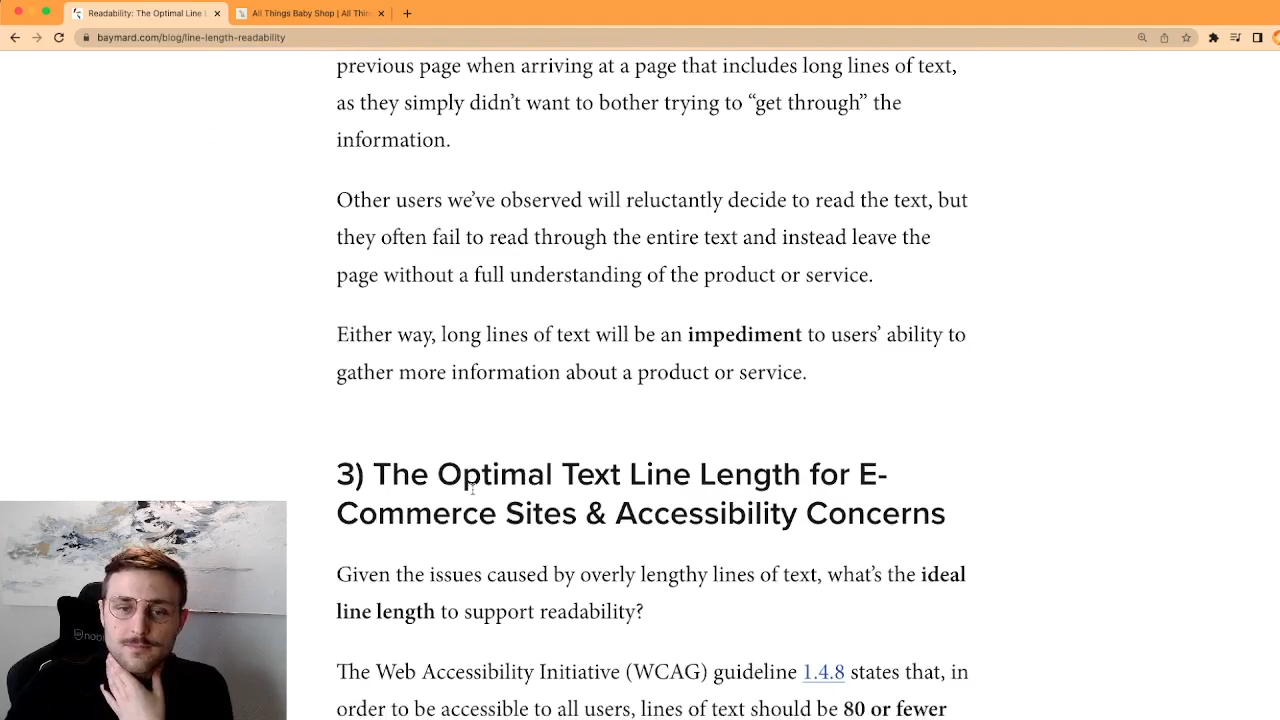 Readability: The Optimal Line L
All Things Baby Shop | All Thin
baymard.com/blog/line-length-readability
previous page when arriving at a page that includes long lines of text,
as they simply didn’t want to bother trying to “get through” the
information.
Other users we’ve observed will reluctantly decide to read the text, but
they often fail to read through the entire text and instead leave the
page without a full understanding of the product or service.
Either way, long lines of text will be an impediment to users’ ability to
gather more information about a product or service.
3) The Optimal Text Line Length for E-
Commerce Sites & Accessibility Concerns
Given the issues caused by overly lengthy lines of text, what’s the ideal
line length to support readability?
The Web Accessibility Initiative (WCAG) guideline 1.4.8 states that, in
order to be accessible to all users, lines of text should be 80 or fewer